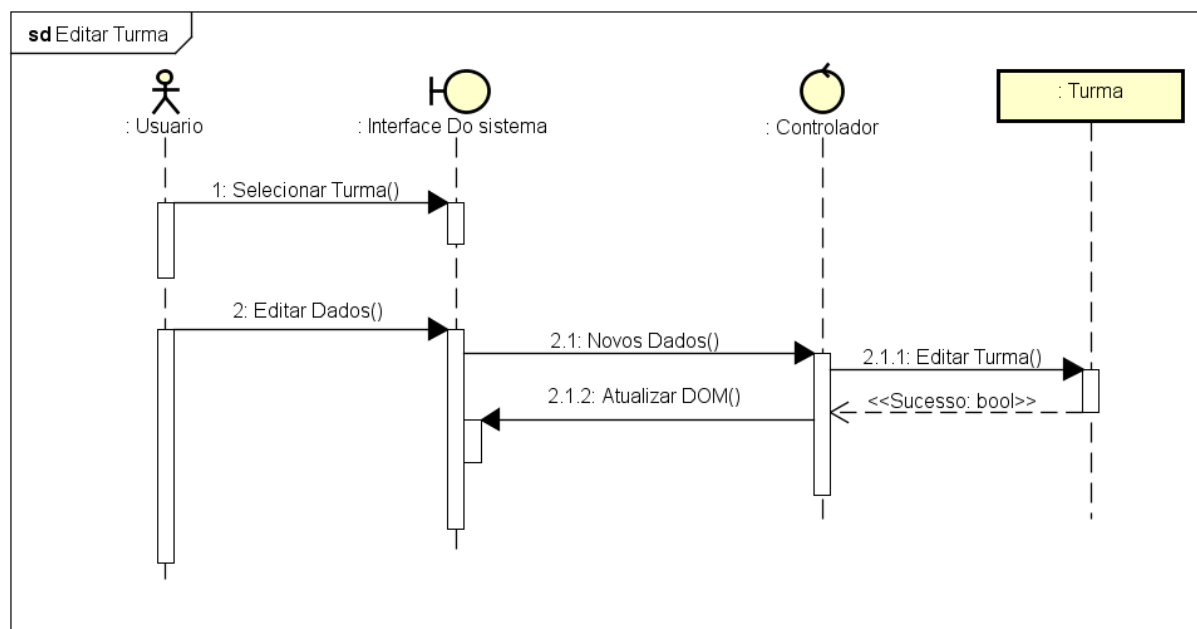 sd Editar Turma
: Usuario
: Interface Do sistema
: Controlador
: Turma
1: Selecionar Turma()
2: Editar Dados()
2.1: Novos Dados()
2.1.1: Editar Turma()
2.1.2: Atualizar DOM()
<<Sucesso: bool>>